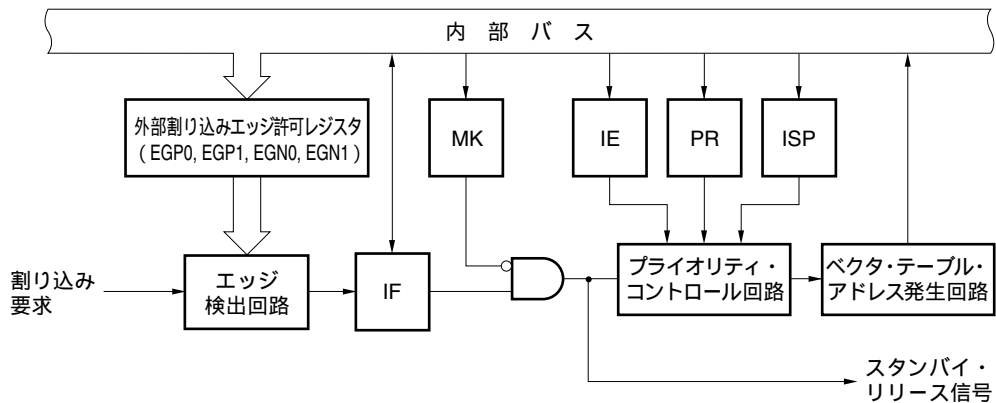 内 部 バ ス
外部割り込みエッジ許可レジスタ
( EGP0, EGP1, EGN0, EGN1 )
MK
IE
PR
ISP
割り込み
要求
エッジ
検出回路
IF
プライオリティ・
コントロール回路
ベクタ・テーブル・
アドレス発生回路
スタンバイ・
リリース信号